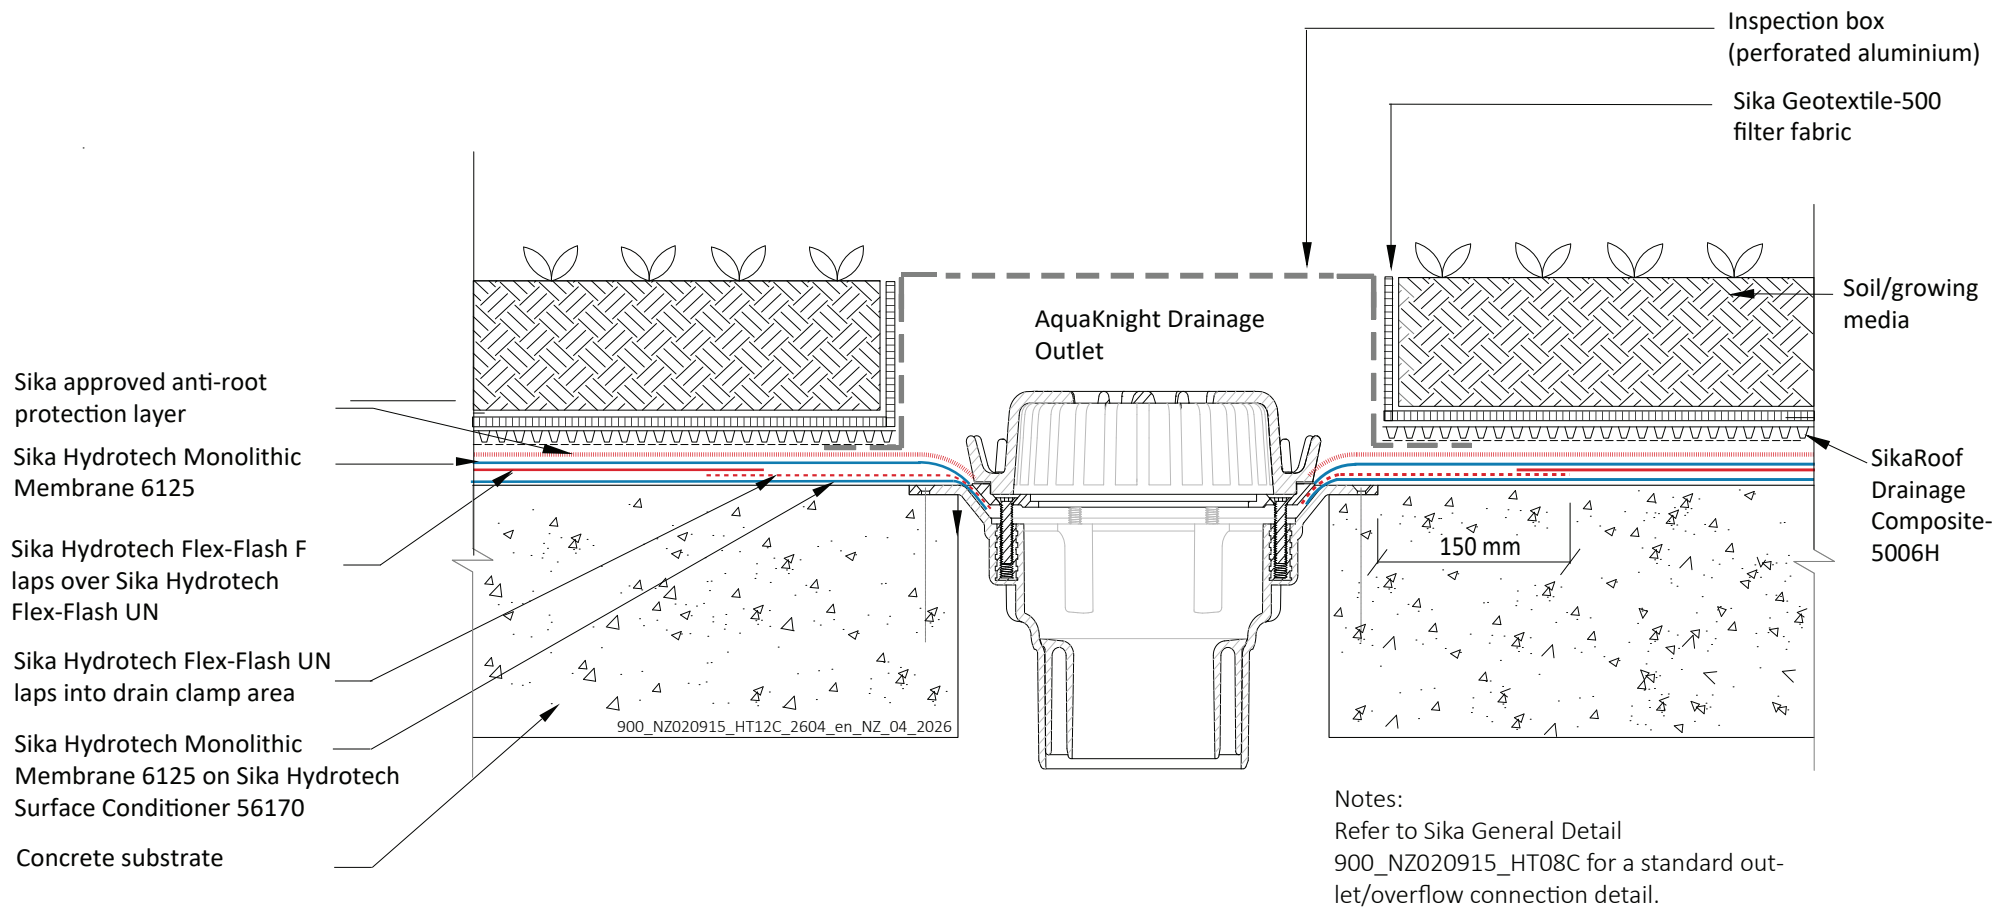 Inspection box
(perforated aluminium)
Sika Geotextile-500
filter fabric
AquaKnight Drainage
Outlet
Soil/growing
media
Sika approved anti-root
protection layer
Sika Hydrotech Monolithic
Membrane 6125
SikaRoof
Drainage
Composite-
5006H
Sika Hydrotech Flex-Flash F
laps over Sika Hydrotech
Flex-Flash UN
150 mm
Sika Hydrotech Flex-Flash UN
laps into drain clamp area
900_NZ020915_HT12C_2604_en_NZ_04_2026
Sika Hydrotech Monolithic
Membrane 6125 on Sika Hydrotech
Surface Conditioner 56170
Concrete substrate
Notes:
Refer to Sika General Detail
900_NZ020915_HT08C for a standard out-
let/overflow connection detail.